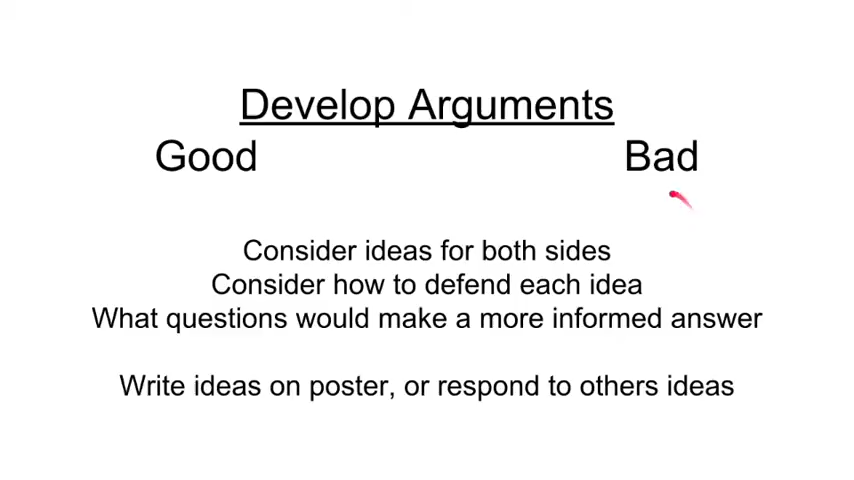 Develop Arguments
Good Bad
Consider ideas for both sides
Consider how to defend each idea
What questions would make a more informed answer
Write ideas on poster, or respond to others ideas